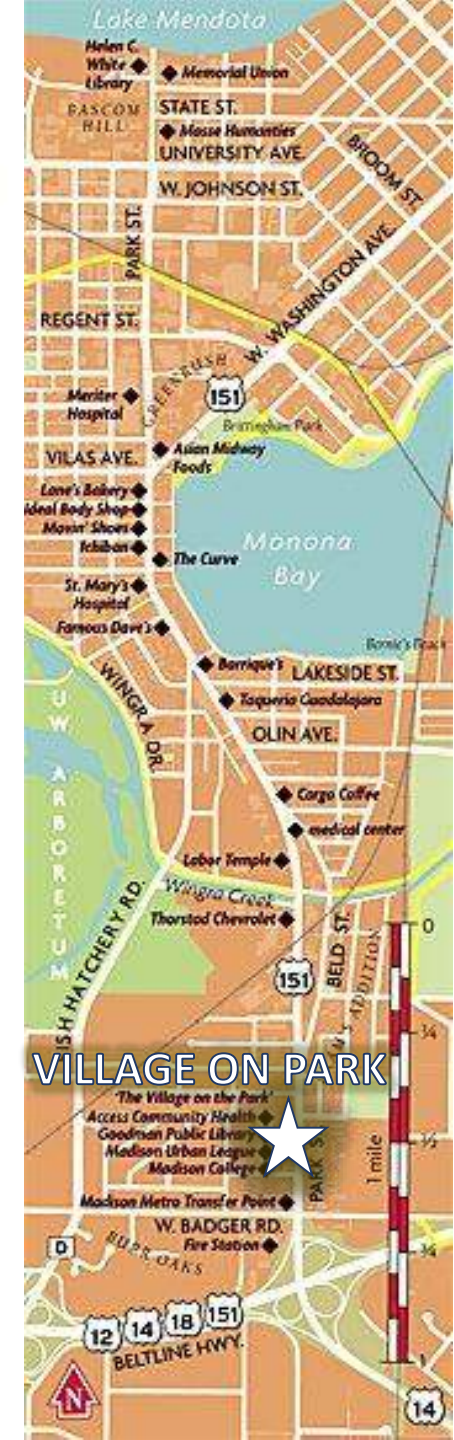 Lake Mendota
Helen C.
White
Library
Memorial Union
BASCOM
HILL
STATE ST.
Mosse Humanities
UNIVERSITY AVE.
BROOM ST.
W. JOHNSON ST.
PARK ST.
W. WASHINGTON AVE.
REGENT ST.
GREENBUSH
151
Meriter
Hospital
Brittingham Park
VILAS AVE.
Asian Midway
Foods
Lane's Bakery
Ideal Body Shop
Movin' Shoes
Ichiban
The Curve
Monona
Bay
St. Mary's
Hospital
Famous Dave's
Bernie's Beach
Barrique's
LAKESIDE ST.
WINGRA DR.
Taqueria Guadalajara
UW ARBORETUM
OLIN AVE.
Cargo Coffee
medical center
Labor Temple
Wingra Creek
Thorstad Chevrolet
BELD ST.
0
151
ADDITION
ISH HATCHERY RD.
¼
VILLAGE ON PARK
'The Village on the Park'
Access Community Health
Goodman Public Library
Madison Urban League
Madison College
PARK S
½
1 mile
Madison Metro Transfer Point
W. BADGER RD.
Fire Station
D
BURR OAKS
¾
12 14 18 151
BELTLINE HWY.
1
N
14